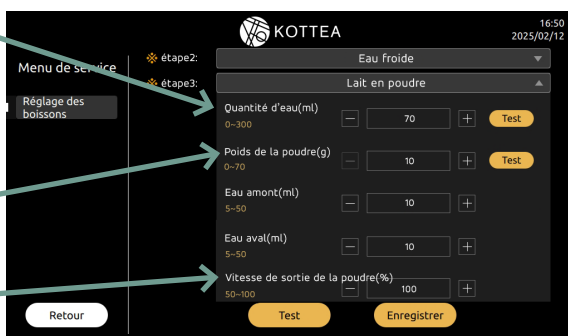 KOTTEA
16:50
2025/02/12
Menu de service
Réglage des
boissons
※ étape2:
Eau froide
※ étape3:
Lait en poudre
Quantité d'eau(ml)
0~300
70
Test
Poids de la poudre(g)
0~70
10
Test
Eau amont(ml)
5~50
10
Eau aval(ml)
5~50
10
Vitesse de sortie de la poudre(%)
50~100
100
Retour
Test
Enregistrer